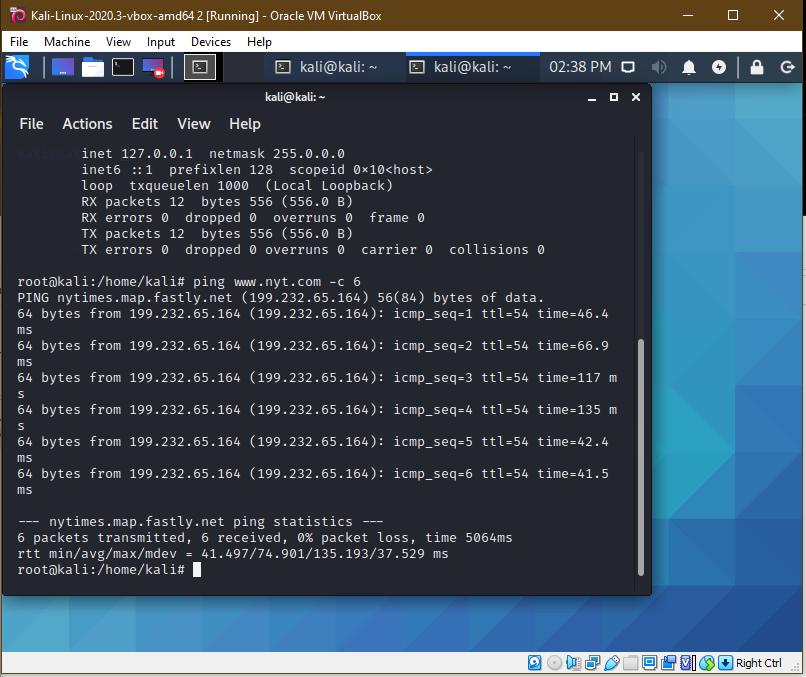 Kali-Linux-2020.3-vbox-amd64 2 [Running] - Oracle VM VirtualBox
File Machine View Input Devices Help
kali@kali: ~ kali@kali: ~ 02:38 PM
kali@kali: ~
File Actions Edit View Help
inet 127.0.0.1 netmask 255.0.0.0
inet6 ::1 prefixlen 128 scopeid 0×10<host>
loop txqueuelen 1000 (Local Loopback)
RX packets 12 bytes 556 (556.0 B)
RX errors 0 dropped 0 overruns 0 frame 0
TX packets 12 bytes 556 (556.0 B)
TX errors 0 dropped 0 overruns 0 carrier 0 collisions 0
root@kali:/home/kali# ping www.nyt.com -c 6
PING nytimes.map.fastly.net (199.232.65.164) 56(84) bytes of data.
64 bytes from 199.232.65.164 (199.232.65.164): icmp_seq=1 ttl=54 time=46.4
ms
64 bytes from 199.232.65.164 (199.232.65.164): icmp_seq=2 ttl=54 time=66.9
ms
64 bytes from 199.232.65.164 (199.232.65.164): icmp_seq=3 ttl=54 time=117 m
s
64 bytes from 199.232.65.164 (199.232.65.164): icmp_seq=4 ttl=54 time=135 m
s
64 bytes from 199.232.65.164 (199.232.65.164): icmp_seq=5 ttl=54 time=42.4
ms
64 bytes from 199.232.65.164 (199.232.65.164): icmp_seq=6 ttl=54 time=41.5
ms
--- nytimes.map.fastly.net ping statistics ---
6 packets transmitted, 6 received, 0% packet loss, time 5064ms
rtt min/avg/max/mdev = 41.497/74.901/135.193/37.529 ms
root@kali:/home/kali#
Right Ctrl